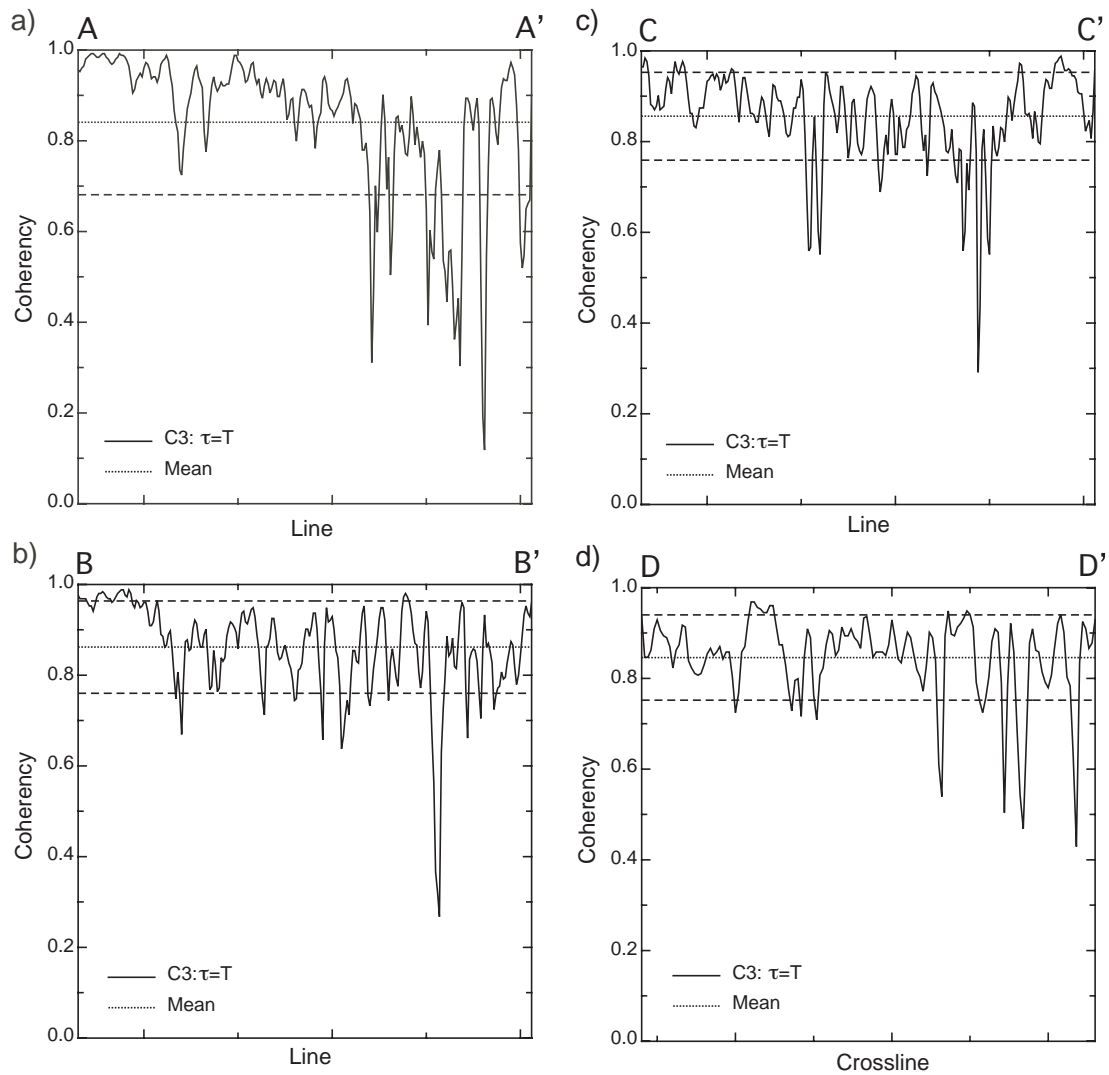 a)
A
A’
1.0
0.8
0.6
0.4
0.2
0.0
Coherency
C3: τ=T
Mean
Line
c)
C
C’
1.0
0.8
0.6
0.4
0.2
0.0
Coherency
C3:τ=T
Mean
Line
b)
B
B’
1.0
0.8
0.6
0.4
0.2
0.0
Coherency
C3:τ=T
Mean
Line
d)
D
D’
1.0
0.8
0.6
0.4
0.2
0.0
Coherency
C3: τ=T
Mean
Crossline